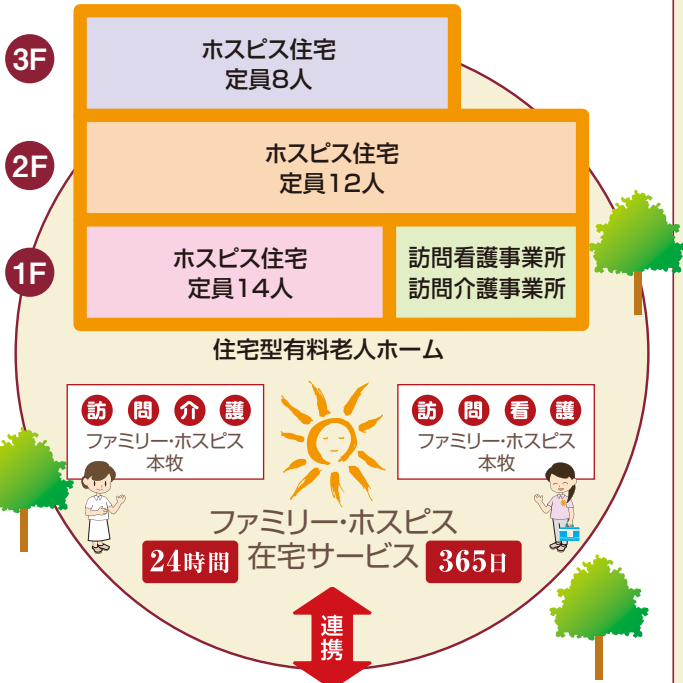 3F
ホスピス住宅
定員8人
2F
ホスピス住宅
定員12人
1F
ホスピス住宅
定員14人
訪問看護事業所
訪問介護事業所
住宅型有料老人ホーム
訪問介護
ファミリー・ホスピス
本牧
訪問看護
ファミリー・ホスピス
本牧
ファミリー・ホスピス
24時間 在宅サービス 365日
連携